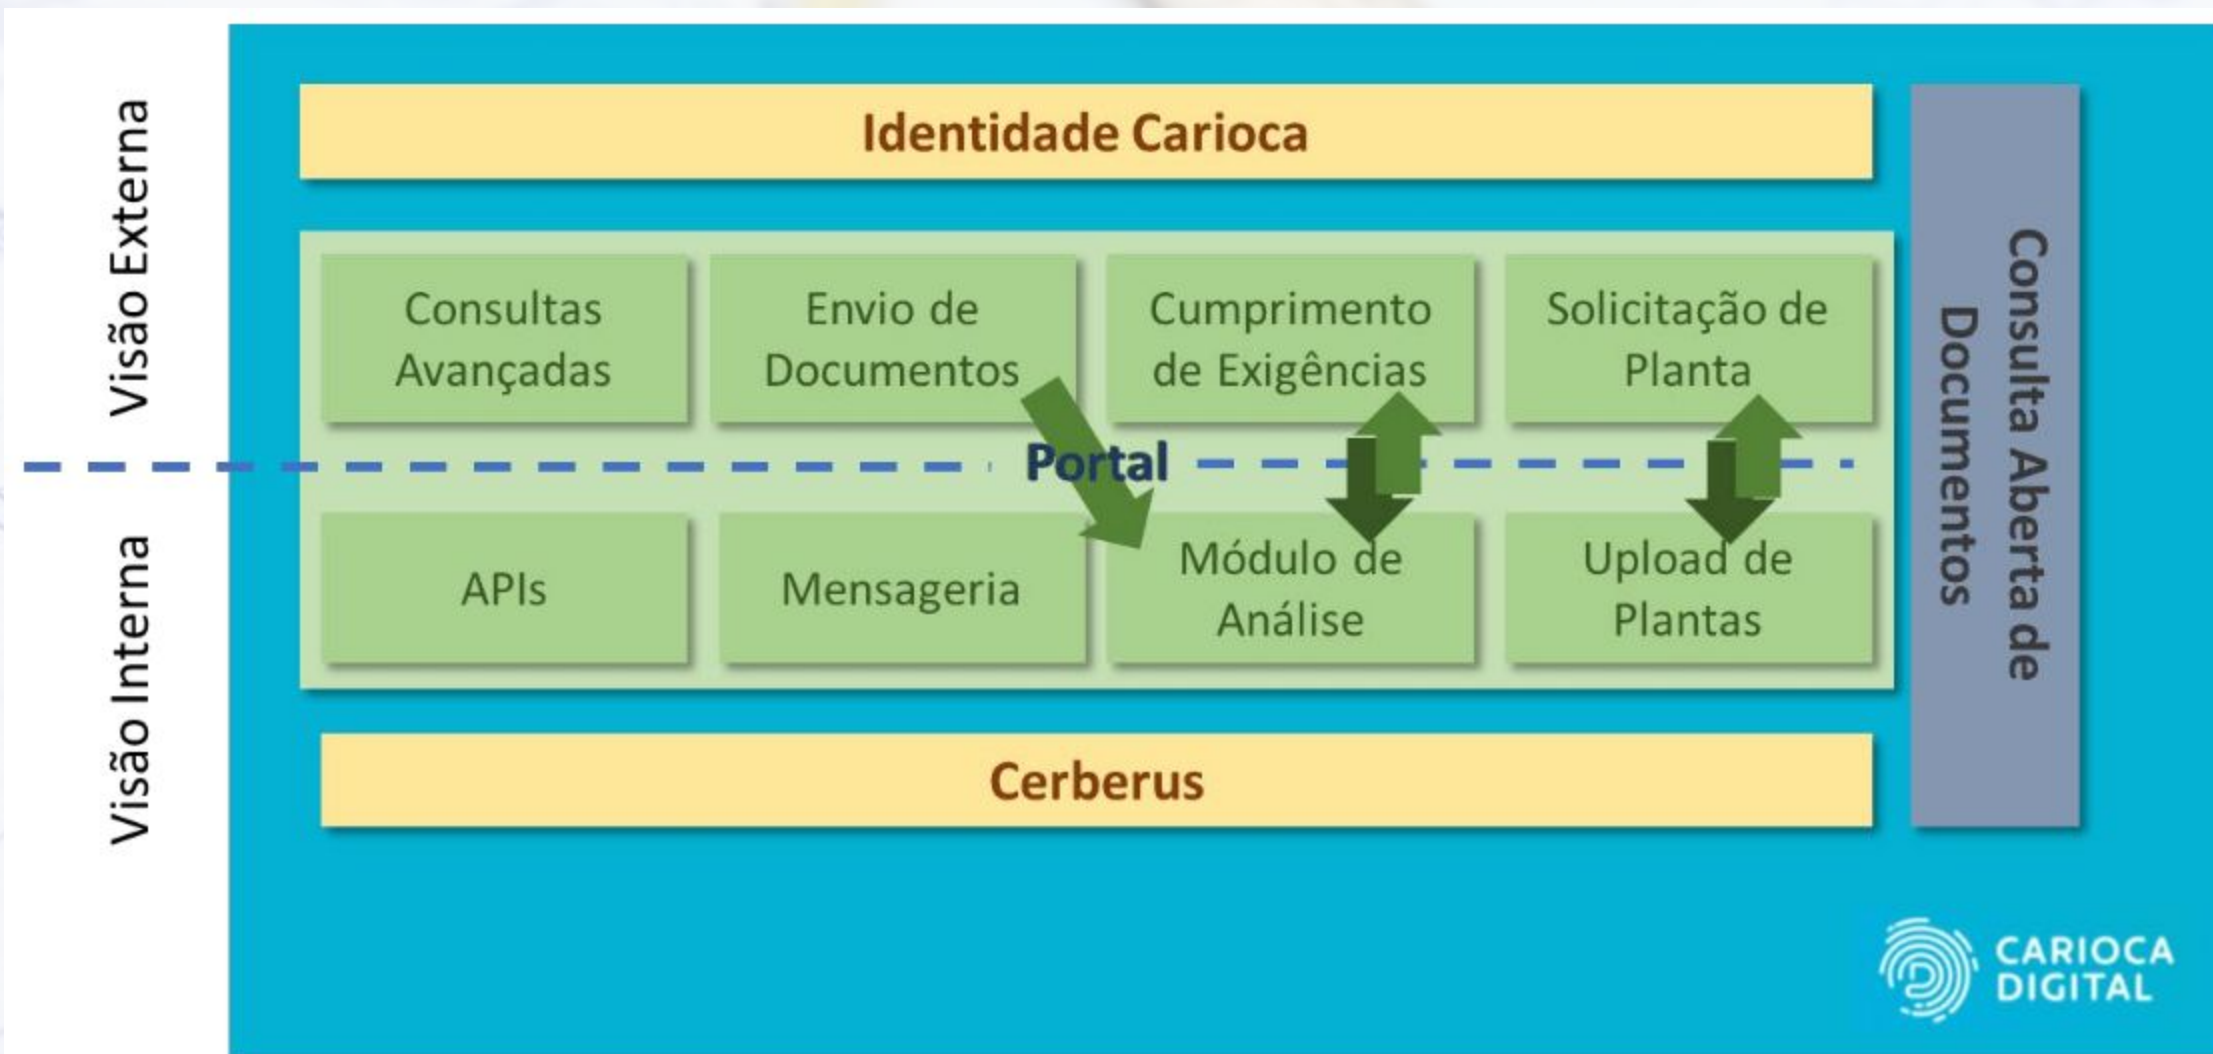 Visão Externa
Identidade Carioca
Consultas
Avançadas
Envio de
Documentos
Cumprimento
de Exigências
Solicitação de
Planta
Portal
Visão Interna
APIs
Mensageria
Módulo de
Análise
Upload de
Plantas
Cerberus
Consulta Aberta de
Documentos
CARIOCA
DIGITAL